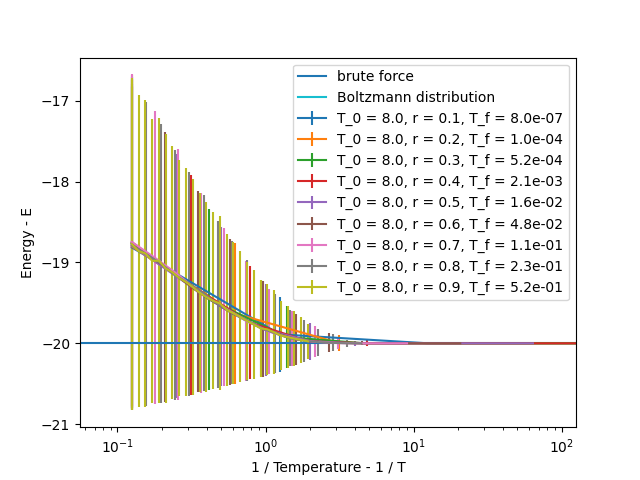 brute force
Boltzmann distribution
T_0 = 8.0, r = 0.1, T_f = 8.0e-07
T_0 = 8.0, r = 0.2, T_f = 1.0e-04
T_0 = 8.0, r = 0.3, T_f = 5.2e-04
T_0 = 8.0, r = 0.4, T_f = 2.1e-03
T_0 = 8.0, r = 0.5, T_f = 1.6e-02
T_0 = 8.0, r = 0.6, T_f = 4.8e-02
T_0 = 8.0, r = 0.7, T_f = 1.1e-01
T_0 = 8.0, r = 0.8, T_f = 2.3e-01
T_0 = 8.0, r = 0.9, T_f = 5.2e-01
Energy - E
−17
−18
−19
−20
−21
10⁻¹ 10⁰ 10¹ 10²
1 / Temperature - 1 / T